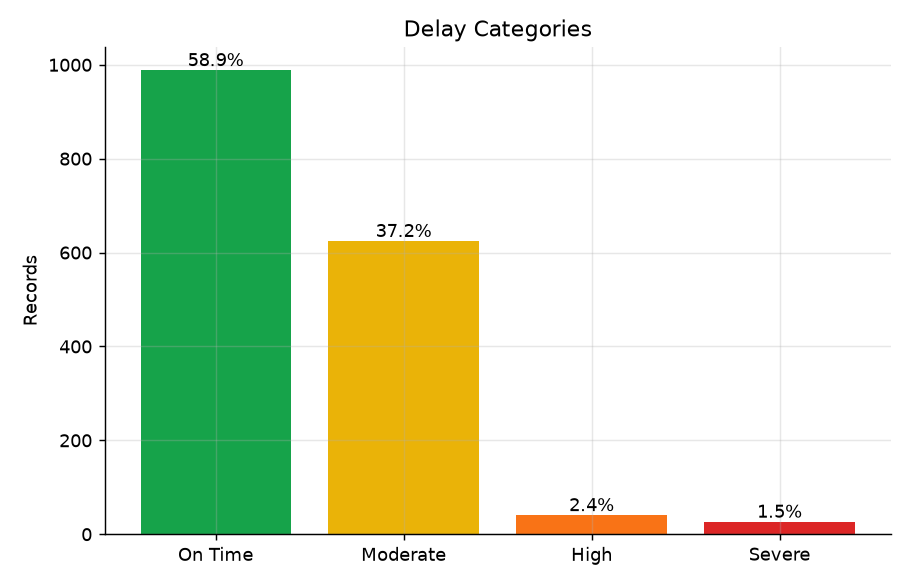 Delay Categories
Records
1000
800
600
400
200
0
58.9%
37.2%
2.4%
1.5%
On Time
Moderate
High
Severe